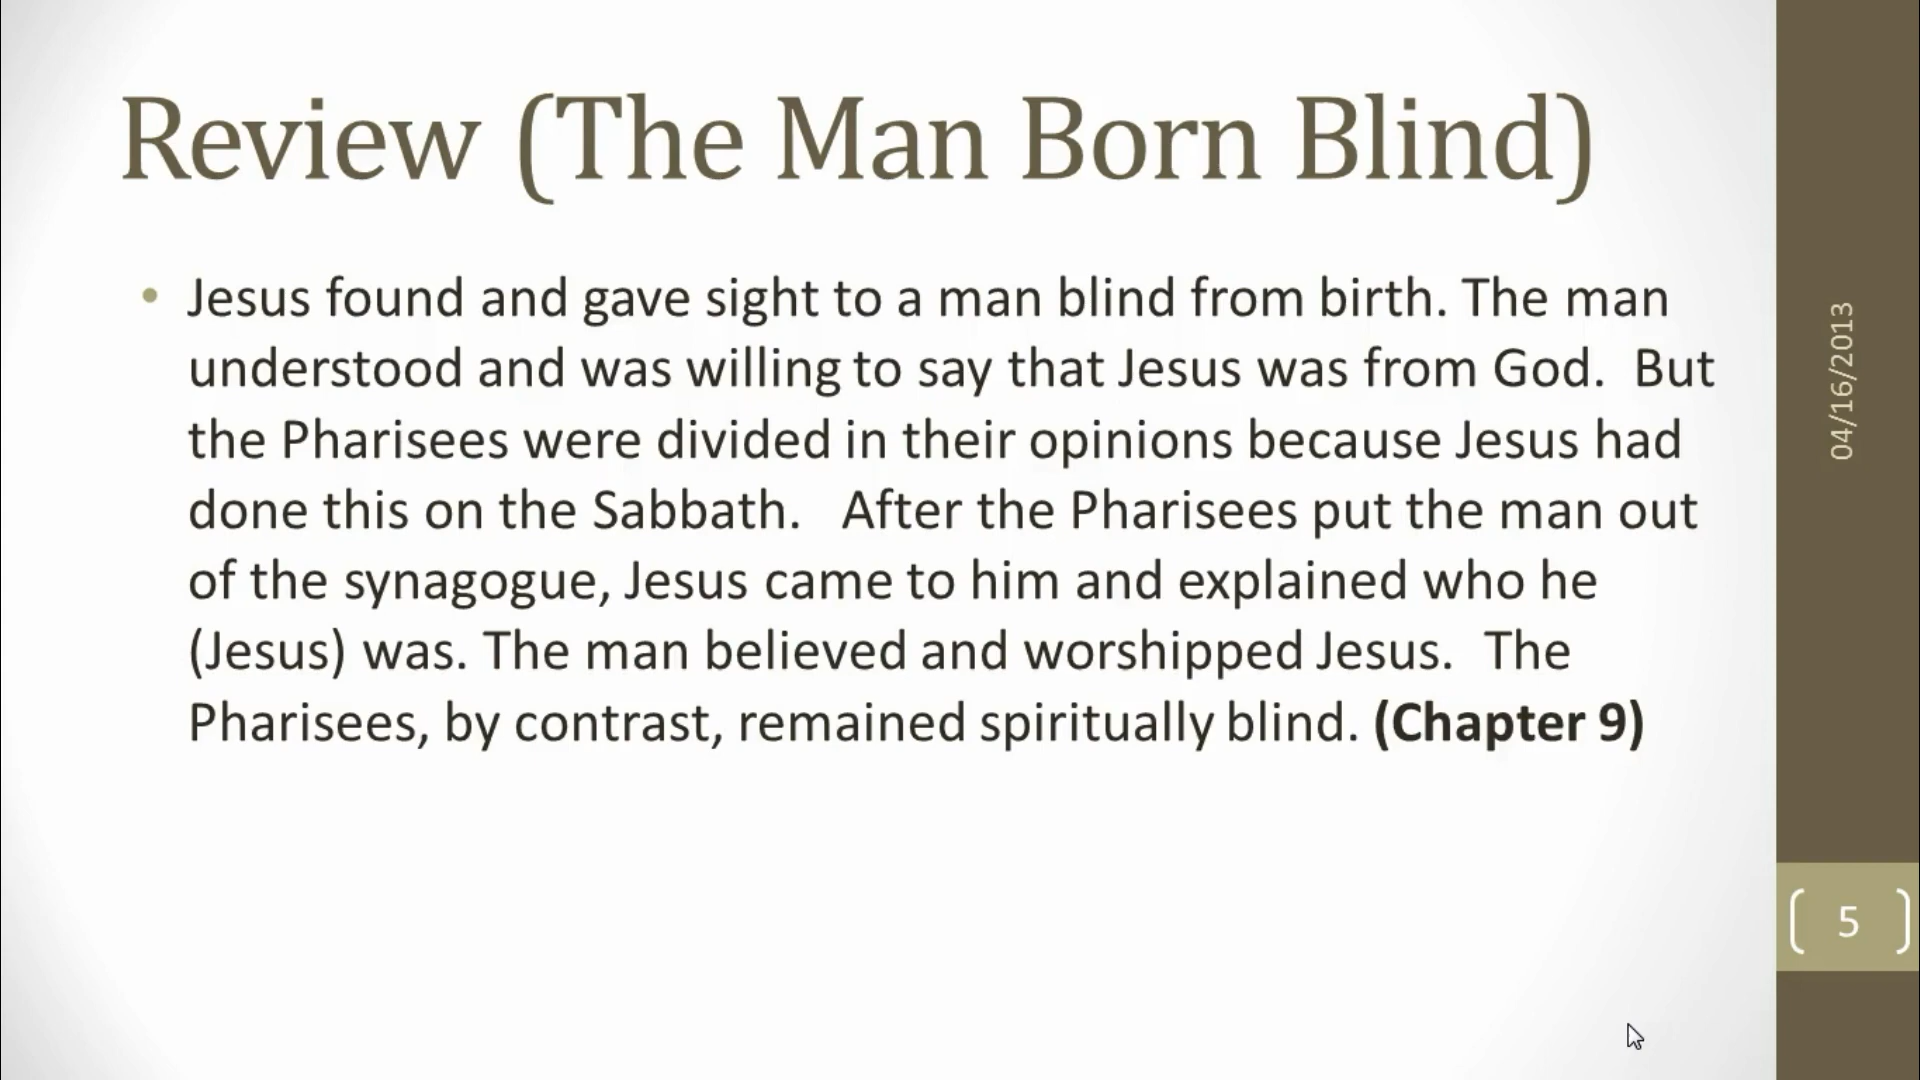 Review (The Man Born Blind)
• Jesus found and gave sight to a man blind from birth. The man
understood and was willing to say that Jesus was from God.  But
the Pharisees were divided in their opinions because Jesus had
done this on the Sabbath.   After the Pharisees put the man out
of the synagogue, Jesus came to him and explained who he
(Jesus) was. The man believed and worshipped Jesus.  The
Pharisees, by contrast, remained spiritually blind. (Chapter 9)
04/16/2013
5